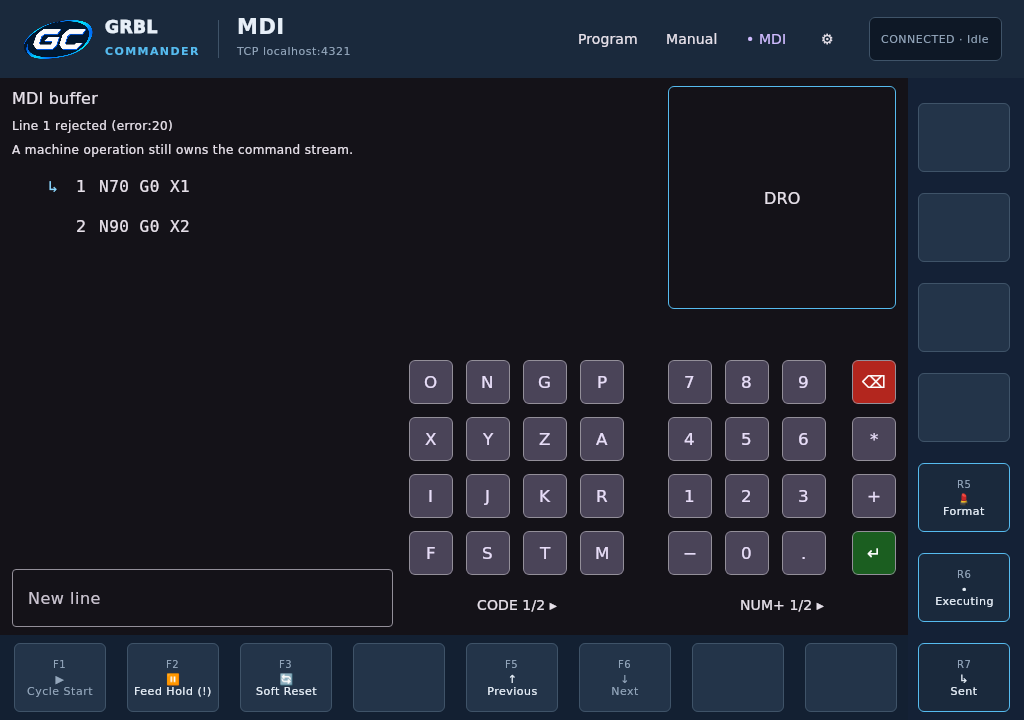 GC
GRBL
COMMANDER
MDI
TCP localhost:4321
Program
Manual
• MDI
⚙
CONNECTED · Idle
MDI buffer
Line 1 rejected (error:20)
A machine operation still owns the command stream.
↳ 1 N70 G0 X1
2 N90 G0 X2
DRO
O N G P 7 8 9 ⌫
X Y Z A 4 5 6 *
I J K R 1 2 3 +
F S T M − 0 . ↵
New line
CODE 1/2 ▸
NUM+ 1/2 ▸
R5
Format
R6
•
Executing
R7
↳
Sent
F1
▶
Cycle Start
F2
⏸
Feed Hold (!)
F3
🔄
Soft Reset
F5
↑
Previous
F6
↓
Next